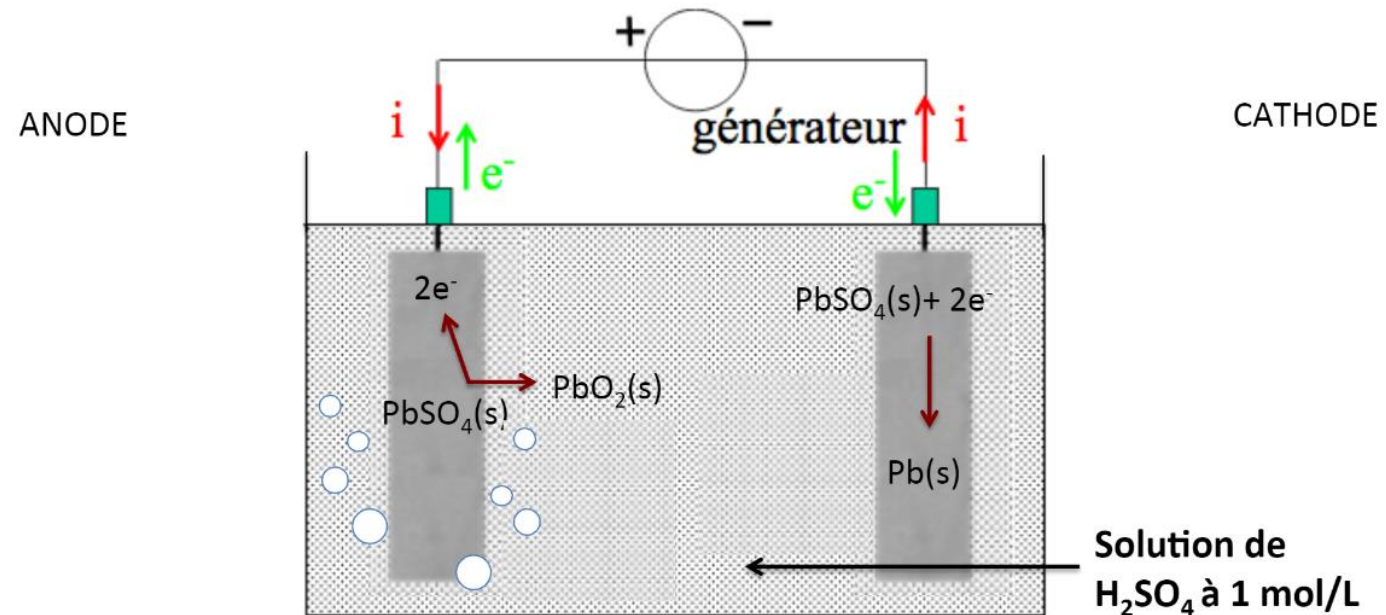 + −
ANODE
i
e⁻
générateur
e⁻
i
CATHODE
2e⁻
PbSO₄(s)
PbO₂(s)
PbSO₄(s)+ 2e⁻
Pb(s)
Solution de
H₂SO₄ à 1 mol/L